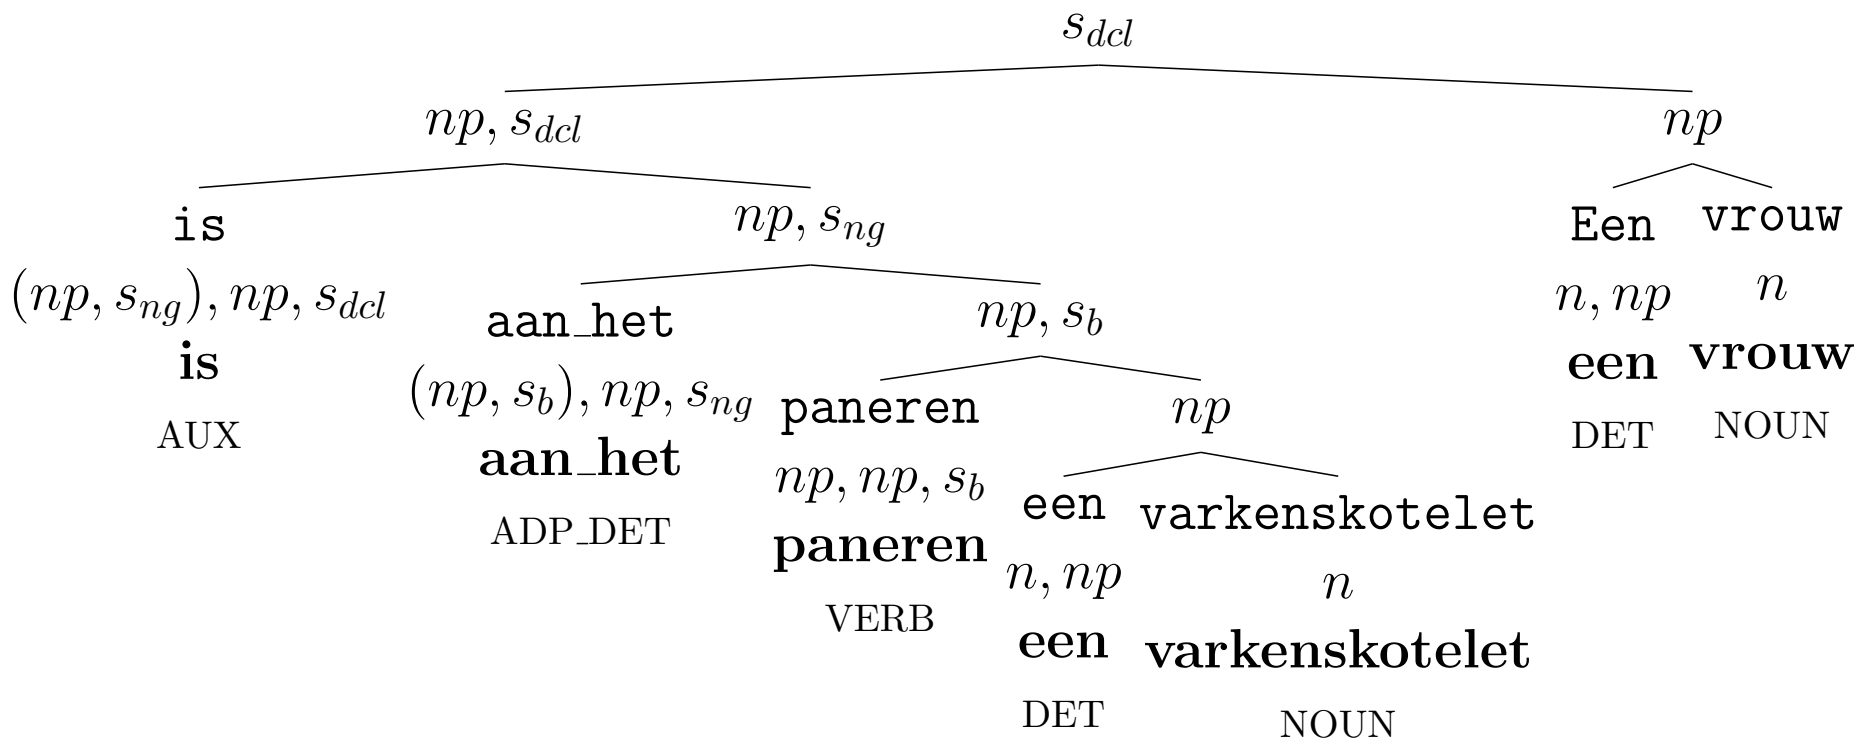 s_dcl
np, s_dcl
np
is
(np, s_ng), np, s_dcl
is
AUX
np, s_ng
aan_het
(np, s_b), np, s_ng
aan_het
ADP_DET
np, s_b
paneren
np, np, s_b
paneren
VERB
np
een
n, np
een
DET
varkenskotelet
n
varkenskotelet
NOUN
Een
n, np
een
DET
vrouw
n
vrouw
NOUN